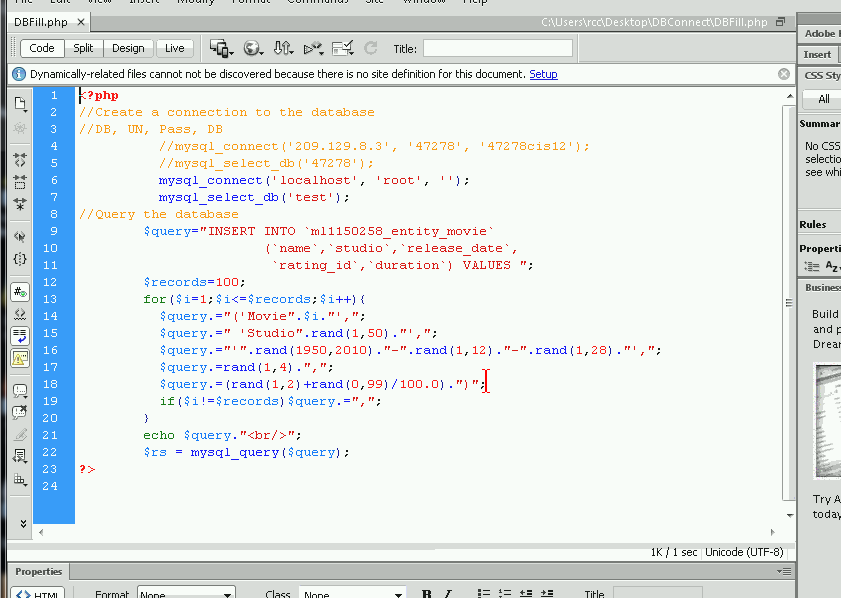 File Edit View Insert Modify Format Commands Site Window Help
DBFill.php × C:\Users\rcc\Desktop\DBConnect\DBFill.php
Code Split Design Live Title:
Dynamically-related files cannot not be discovered because there is no site definition for this document. Setup
1 <?php
2 //Create a connection to the database
3 //DB, UN, Pass, DB
4 //mysql_connect('209.129.8.3', '47278', '47278cis12');
5 //mysql_select_db('47278');
6 mysql_connect('localhost', 'root', '');
7 mysql_select_db('test');
8 //Query the database
9 $query="INSERT INTO `ml1150258_entity_movie`
10 (`name`,`studio`,`release_date`,
11 `rating_id`,`duration`) VALUES ";
12 $records=100;
13 for($i=1;$i<=$records;$i++){
14 $query.="('Movie".$i."',";
15 $query.=" 'Studio".rand(1,50)."',";
16 $query.="'".rand(1950,2010)."-".rand(1,12)."-".rand(1,28)."',";
17 $query.=rand(1,4).",";
18 $query.=(rand(1,2)+rand(0,99)/100.0).")";
19 if($i!=$records)$query.=",";
20 }
21 echo $query."<br/>";
22 $rs = mysql_query($query);
23 ?>
24
1K / 1 sec Unicode (UTF-8)
Properties
<> HTML Format None Class None B I Title
Adobe
Insert
CSS Sty
All
Summar
No CSS
selectio
see whi
Rules
Properti
Az
Business
Build
and p
Drear
Try A
today